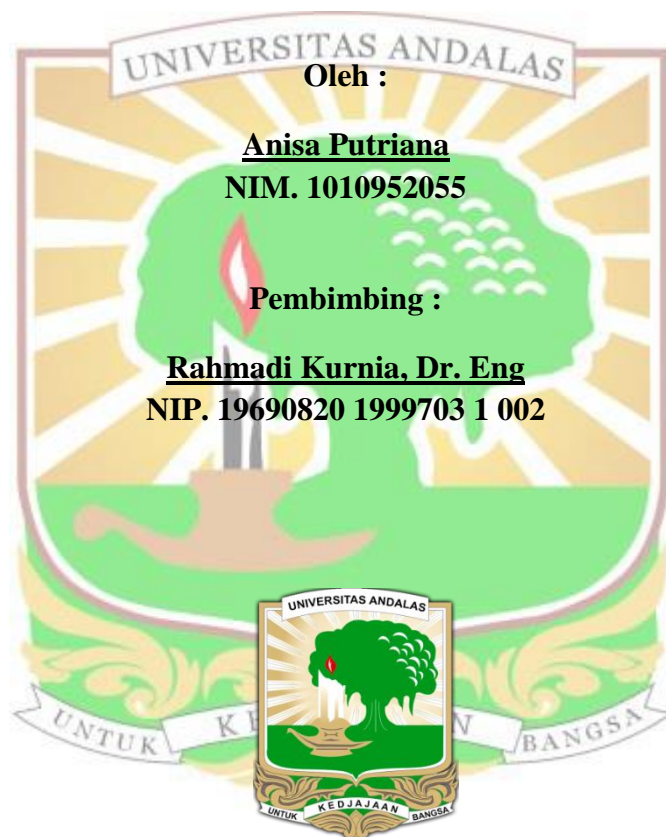 UNIVERSITAS ANDALAS
Oleh :
Anisa Putriana
NIM. 1010952055
Pembimbing :
Rahmadi Kurnia, Dr. Eng
NIP. 19690820 1999703 1 002
UNIVERSITAS ANDALAS
UNTUK KEDJAJAAN BANGSA
UNTUK K N BANGSA